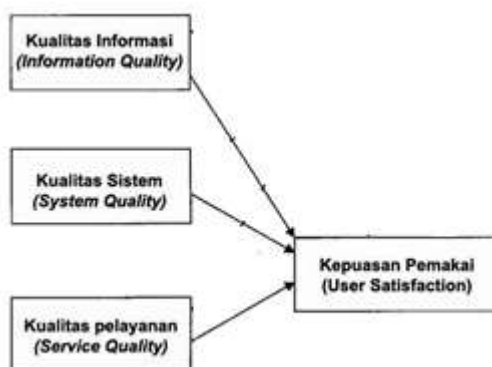 Kualitas Informasi
(Information Quality)
Kualitas Sistem
(System Quality)
Kepuasan Pemakai
(User Satisfaction)
Kualitas pelayanan
(Service Quality)